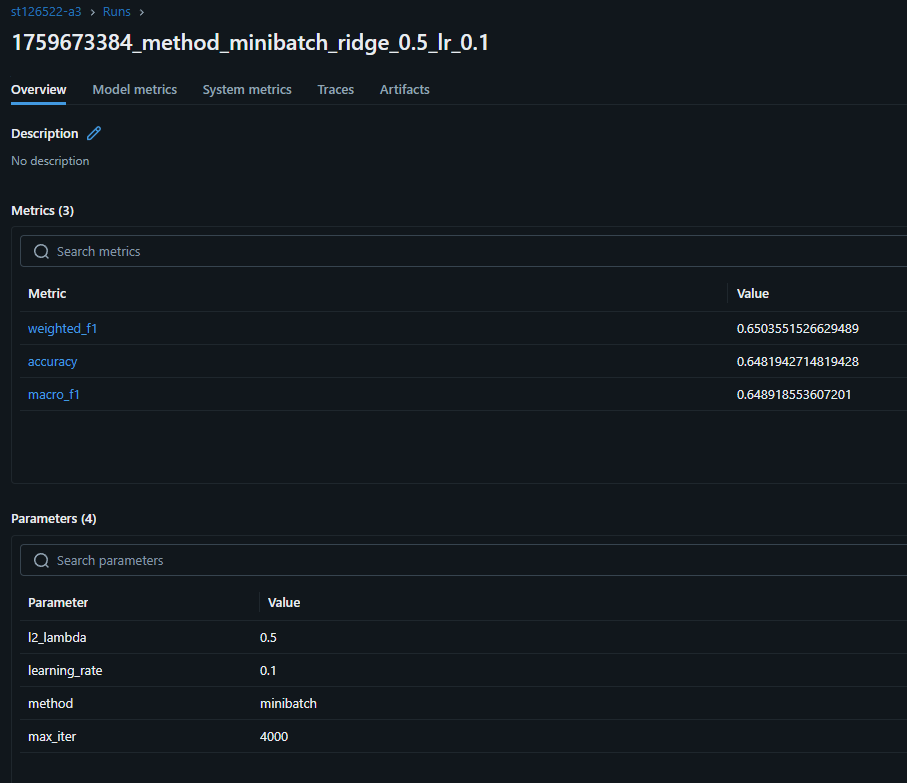 st126522-a3 > Runs >
1759673384_method_minibatch_ridge_0.5_lr_0.1
Overview Model metrics System metrics Traces Artifacts
Description
No description
Metrics (3)
Search metrics
Metric Value
weighted_f1 0.6503551526629489
accuracy 0.6481942714819428
macro_f1 0.648918553607201
Parameters (4)
Search parameters
Parameter Value
l2_lambda 0.5
learning_rate 0.1
method minibatch
max_iter 4000